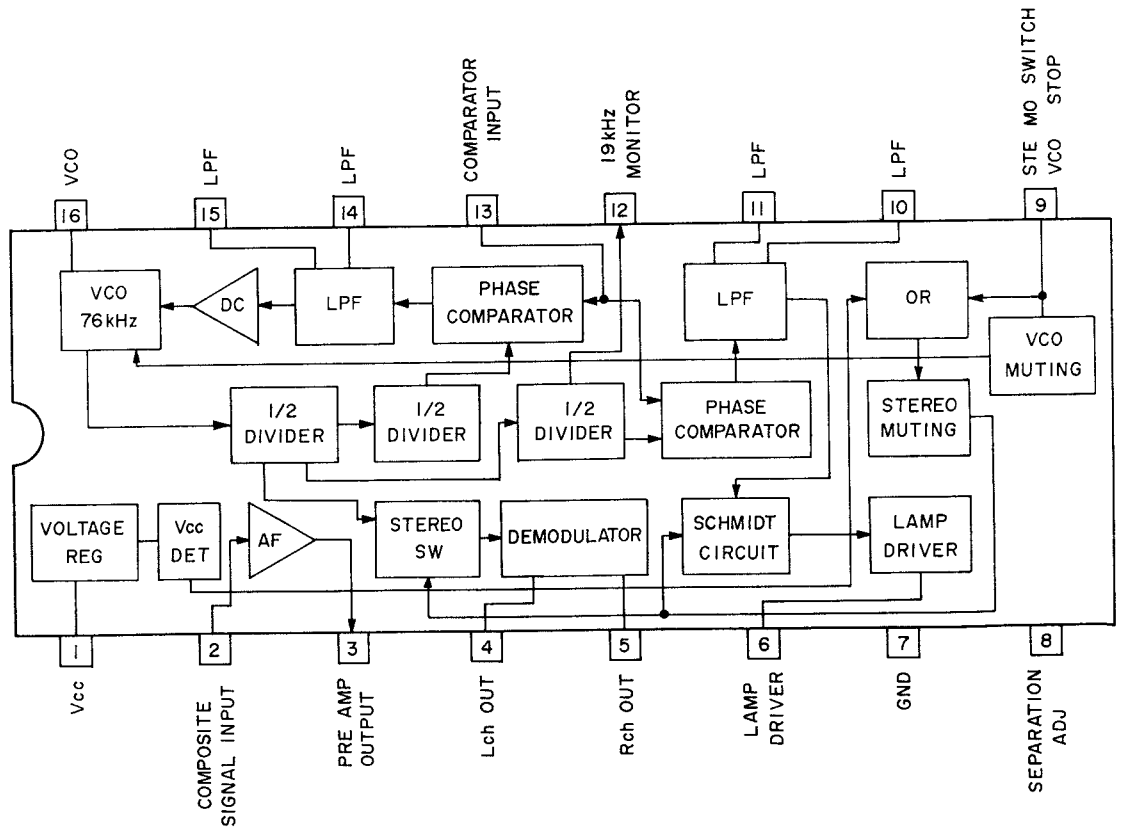 VCO
LPF
LPF
COMPARATOR
INPUT
19kHz
MONITOR
LPF
LPF
STE MO SWITCH
VCO STOP
16
15
14
13
12
11
10
9
VCO
76kHz
DC
LPF
PHASE
COMPARATOR
LPF
OR
VCO
MUTING
1/2
DIVIDER
1/2
DIVIDER
1/2
DIVIDER
PHASE
COMPARATOR
STEREO
MUTING
VOLTAGE
REG
Vcc
DET
AF
STEREO
SW
DEMODULATOR
SCHMIDT
CIRCUIT
LAMP
DRIVER
1
2
3
4
5
6
7
8
Vcc
COMPOSITE
SIGNAL INPUT
PRE AMP
OUTPUT
Lch OUT
Rch OUT
LAMP
DRIVER
GND
SEPARATION
ADJ